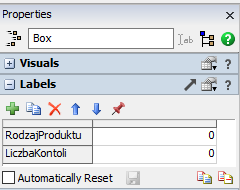 Properties
Box
Visuals
Labels
RodzajProduktu 0
LiczbaKontoli 0
Automatically Reset